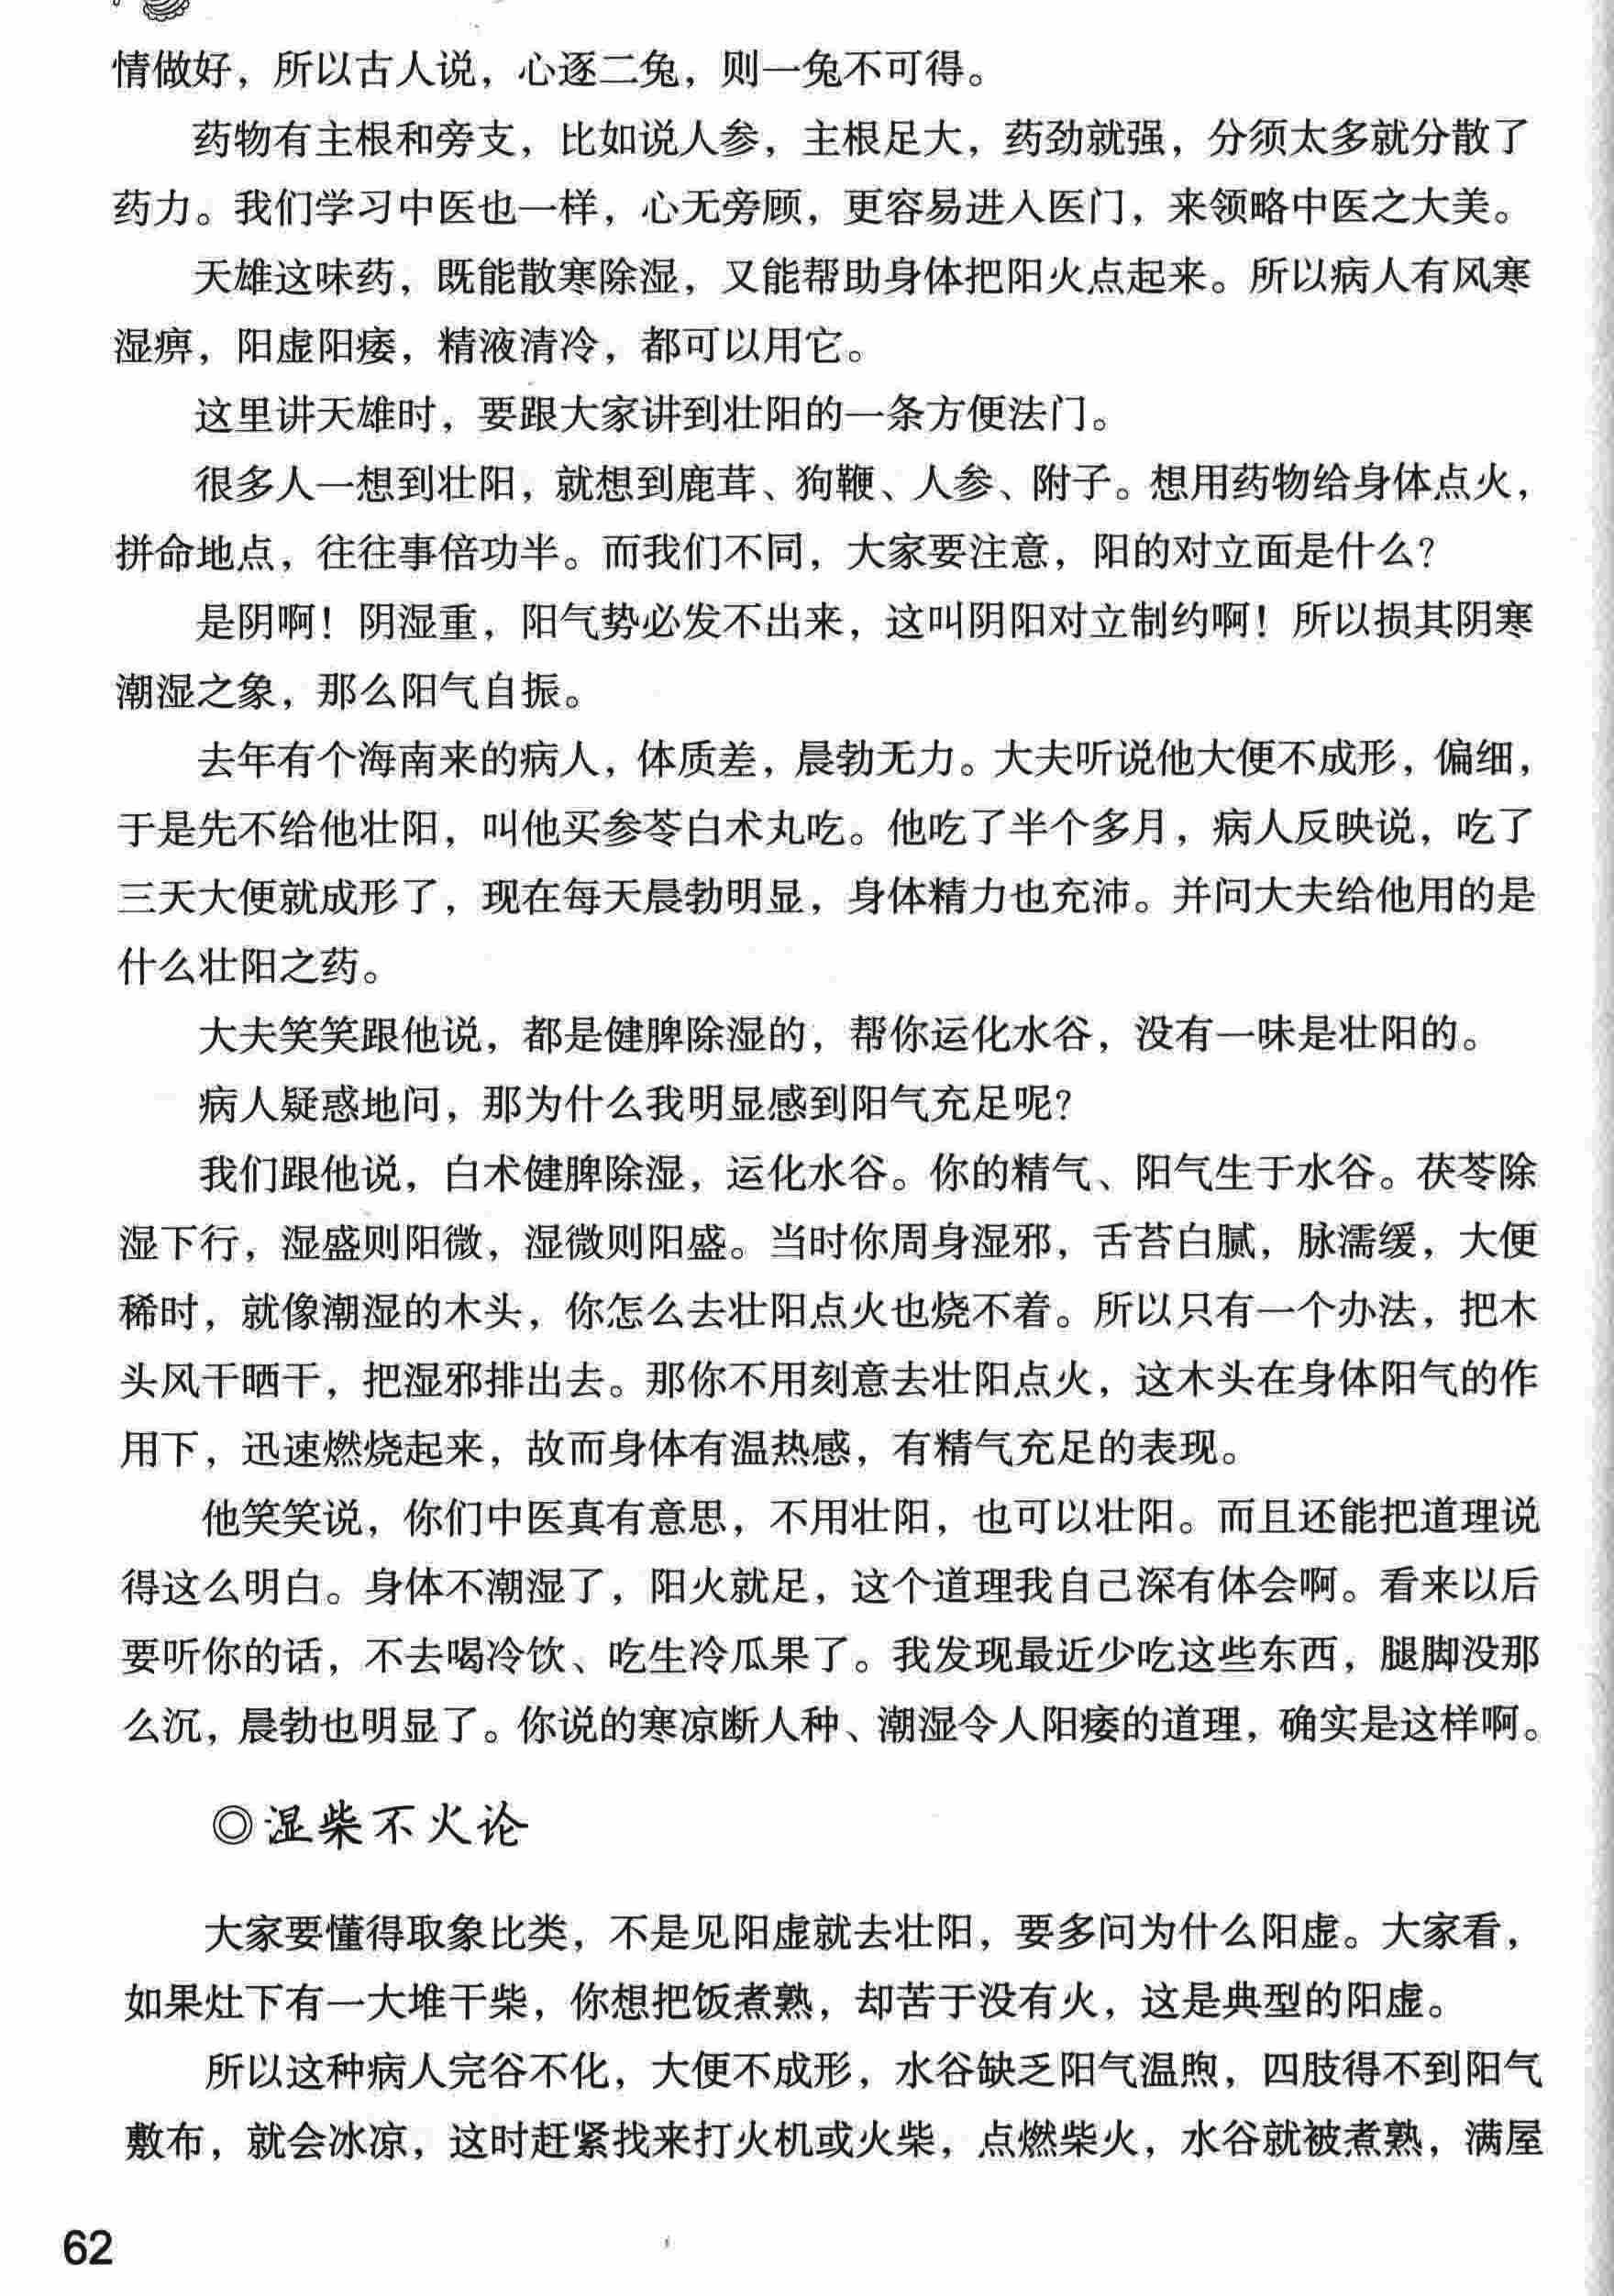 情做好，所以古人说，心逐二兔，则一兔不可得。
药物有主根和旁支，比如说人参，主根足大，药劲就强，分须太多就分散了
药力。我们学习中医也一样，心无旁顾，更容易进入医门，来领略中医之大美。
天雄这味药，既能散寒除湿，又能帮助身体把阳火点起来。所以病人有风寒
湿痹，阳虚阳痿，精液清冷，都可以用它。
这里讲天雄时，要跟大家讲到壮阳的一条方便法门。
很多人一想到壮阳，就想到鹿茸、狗鞭、人参、附子。想用药物给身体点火，
拼命地点，往往事倍功半。而我们不同，大家要注意，阳的对立面是什么？
是阴啊！阴湿重，阳气势必发不出来，这叫阴阳对立制约啊！所以损其阴寒
潮湿之象，那么阳气自振。
去年有个海南来的病人，体质差，晨勃无力。大夫听说他大便不成形，偏细，
于是先不给他壮阳，叫他买参苓白术丸吃。他吃了半个多月，病人反映说，吃了
三天大便就成形了，现在每天晨勃明显，身体精力也充沛。并问大夫给他用的是
什么壮阳之药。
大夫笑笑跟他说，都是健脾除湿的，帮你运化水谷，没有一味是壮阳的。
病人疑惑地问，那为什么我明显感到阳气充足呢？
我们跟他说，白术健脾除湿，运化水谷。你的精气、阳气生于水谷。茯苓除
湿下行，湿盛则阳微，湿微则阳盛。当时你周身湿邪，舌苔白腻，脉濡缓，大便
稀时，就像潮湿的木头，你怎么去壮阳点火也烧不着。所以只有一个办法，把木
头风干晒干，把湿邪排出去。那你不用刻意去壮阳点火，这木头在身体阳气的作
用下，迅速燃烧起来，故而身体有温热感，有精气充足的表现。
他笑笑说，你们中医真有意思，不用壮阳，也可以壮阳。而且还能把道理说
得这么明白。身体不潮湿了，阳火就足，这个道理我自己深有体会啊。看来以后
要听你的话，不去喝冷饮、吃生冷瓜果了。我发现最近少吃这些东西，腿脚没那
么沉，晨勃也明显了。你说的寒凉断人种、潮湿令人阳痿的道理，确实是这样啊。
◎湿柴不火论
大家要懂得取象比类，不是见阳虚就去壮阳，要多问为什么阳虚。大家看，
如果灶下有一大堆干柴，你想把饭煮熟，却苦于没有火，这是典型的阳虚。
所以这种病人完谷不化，大便不成形，水谷缺乏阳气温煦，四肢得不到阳气
敷布，就会冰凉，这时赶紧找来打火机或火柴，点燃柴火，水谷就被煮熟，满屋
62